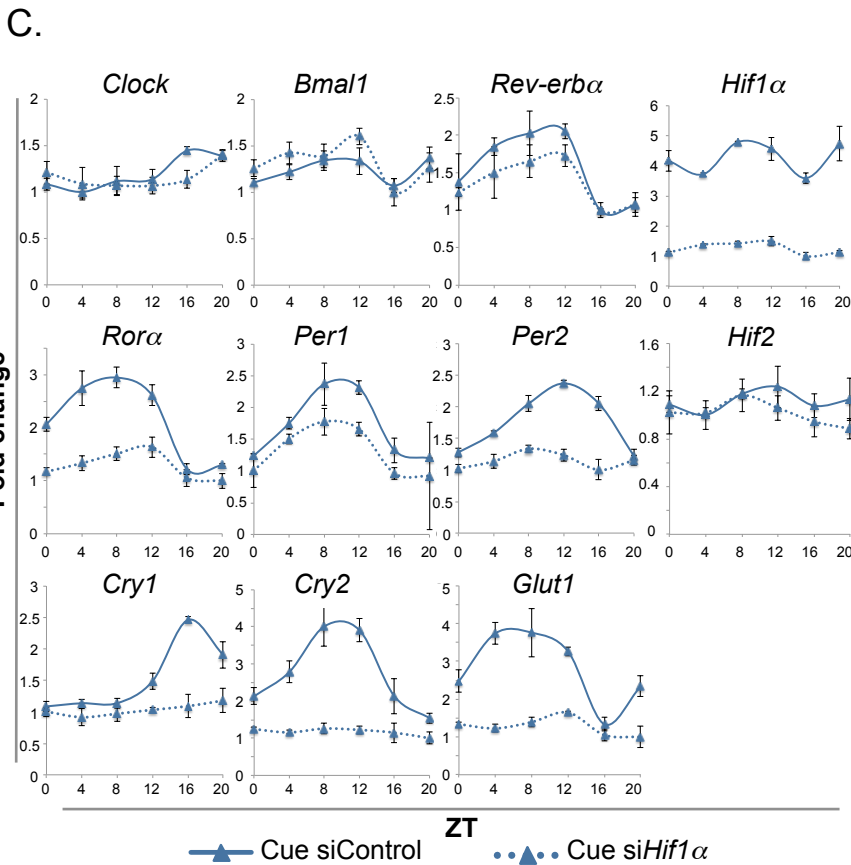 C.
Clock Bmal1 Rev-erbα Hif1α
2 2 2.5 6
1.5 1.5 2 5
1 1 1.5 4
0.5 0.5 1 3
0 0 0.5 2
0 1
0
0 4 8 12 16 20 0 4 8 12 16 20 0 4 8 12 16 20 0 4 8 12 16 20
Rorα Per1 Per2 Hif2
3 3 3 1.6
2 2.5 2.5 1.2
1 2 2 0.8
0 1.5 1.5 0.4
1 1 0
0.5 0.5
0 0
0 4 8 12 16 20 0 4 8 12 16 20 0 4 8 12 16 20 0 4 8 12 16 20
Cry1 Cry2 Glut1
3 5 5
2.5 4 4
2 3 3
1.5 2 2
1 1 1
0.5 0 0
0
0 4 8 12 16 20 0 4 8 12 16 20 0 4 8 12 16 20
ZT
Cue siControl Cue siHif1α